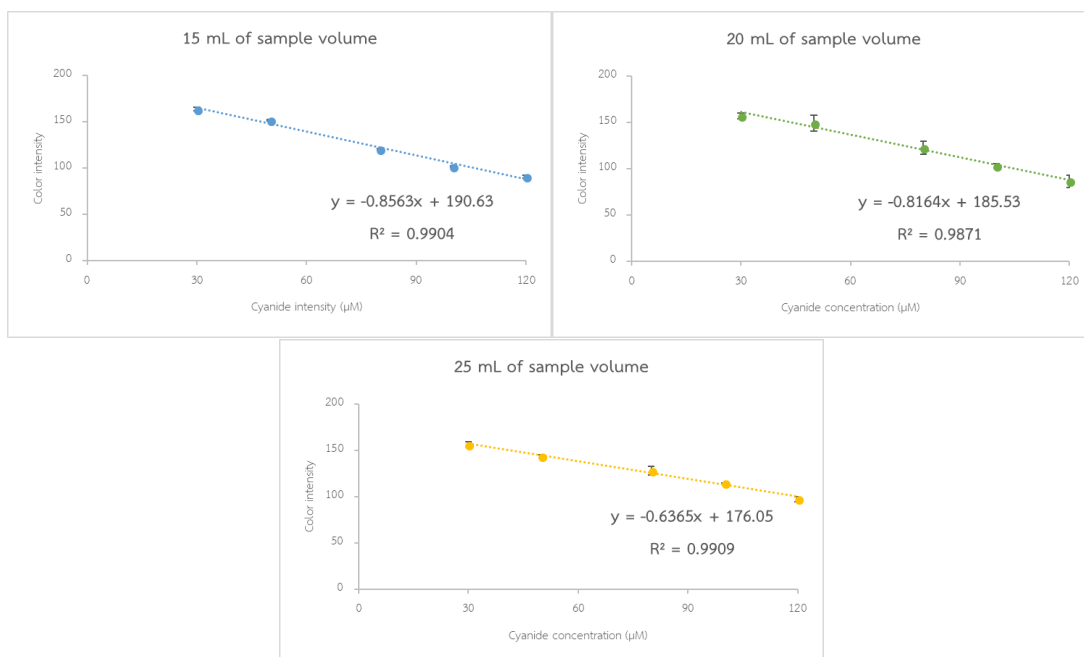 15 mL of sample volume
200
150
100
50
0
Color intensity
y = -0.8563x + 190.63
R² = 0.9904
0 30 60 90 120
Cyanide intensity (µM)
20 mL of sample volume
200
150
100
50
0
Color intensity
y = -0.8164x + 185.53
R² = 0.9871
0 30 60 90 120
Cyanide concentration (µM)
25 mL of sample volume
200
150
100
50
0
Color intensity
y = -0.6365x + 176.05
R² = 0.9909
0 30 60 90 120
Cyanide concentration (µM)